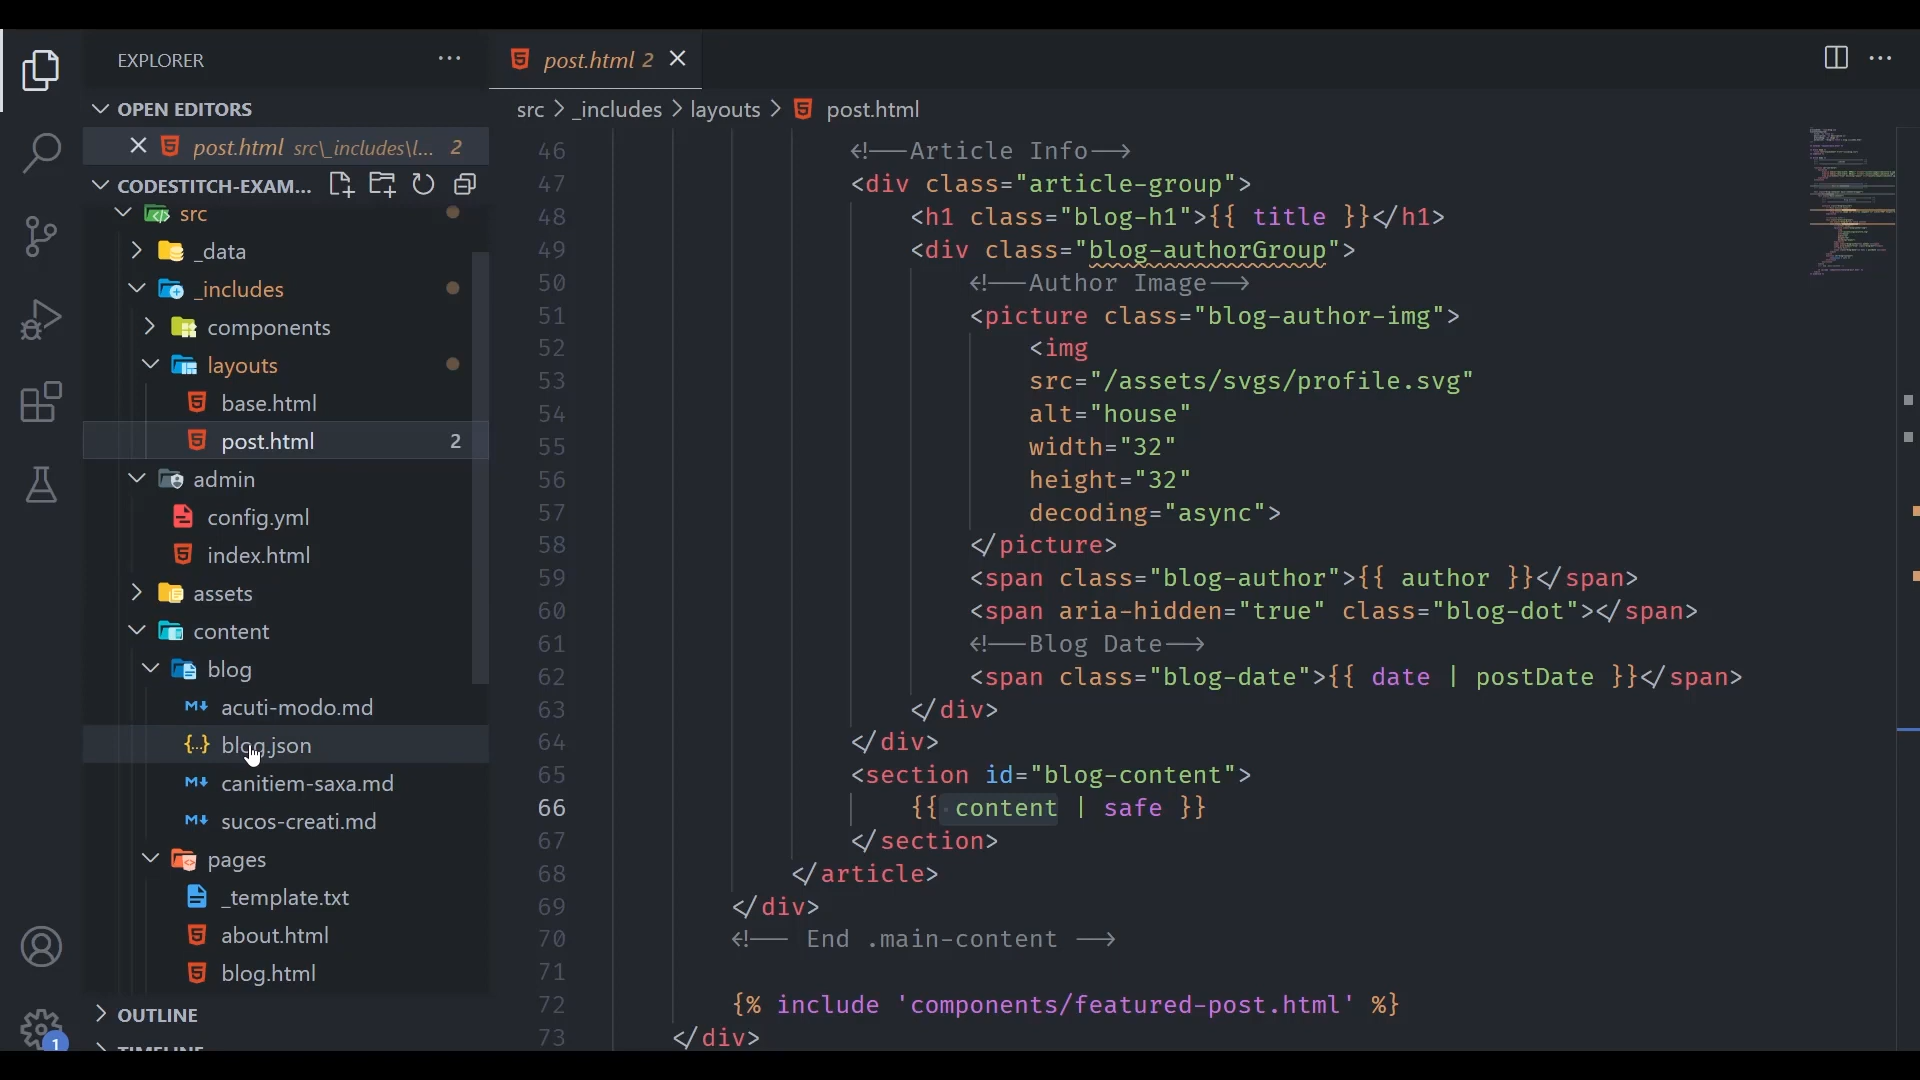 EXPLORER
OPEN EDITORS
post.html src\_includes\l... 2
CODESTITCH-EXAM...
src
_data
_includes
components
layouts
base.html
post.html 2
admin
config.yml
index.html
assets
content
blog
acuti-modo.md
blog.json
canitiem-saxa.md
sucos-creati.md
pages
_template.txt
about.html
blog.html
OUTLINE
TIMELINE
1
post.html 2
src > _includes > layouts > post.html
46 <!--Article Info-->
47 <div class="article-group">
48 <h1 class="blog-h1">{{ title }}</h1>
49 <div class="blog-authorGroup">
50 <!--Author Image-->
51 <picture class="blog-author-img">
52 <img
53 src="/assets/svgs/profile.svg"
54 alt="house"
55 width="32"
56 height="32"
57 decoding="async">
58 </picture>
59 <span class="blog-author">{{ author }}</span>
60 <span aria-hidden="true" class="blog-dot"></span>
61 <!--Blog Date-->
62 <span class="blog-date">{{ date | postDate }}</span>
63 </div>
64 </div>
65 <section id="blog-content">
66 {{ content | safe }}
67 </section>
68 </article>
69 </div>
70 <!-- End .main-content -->
71
72 {% include 'components/featured-post.html' %}
73 </div>